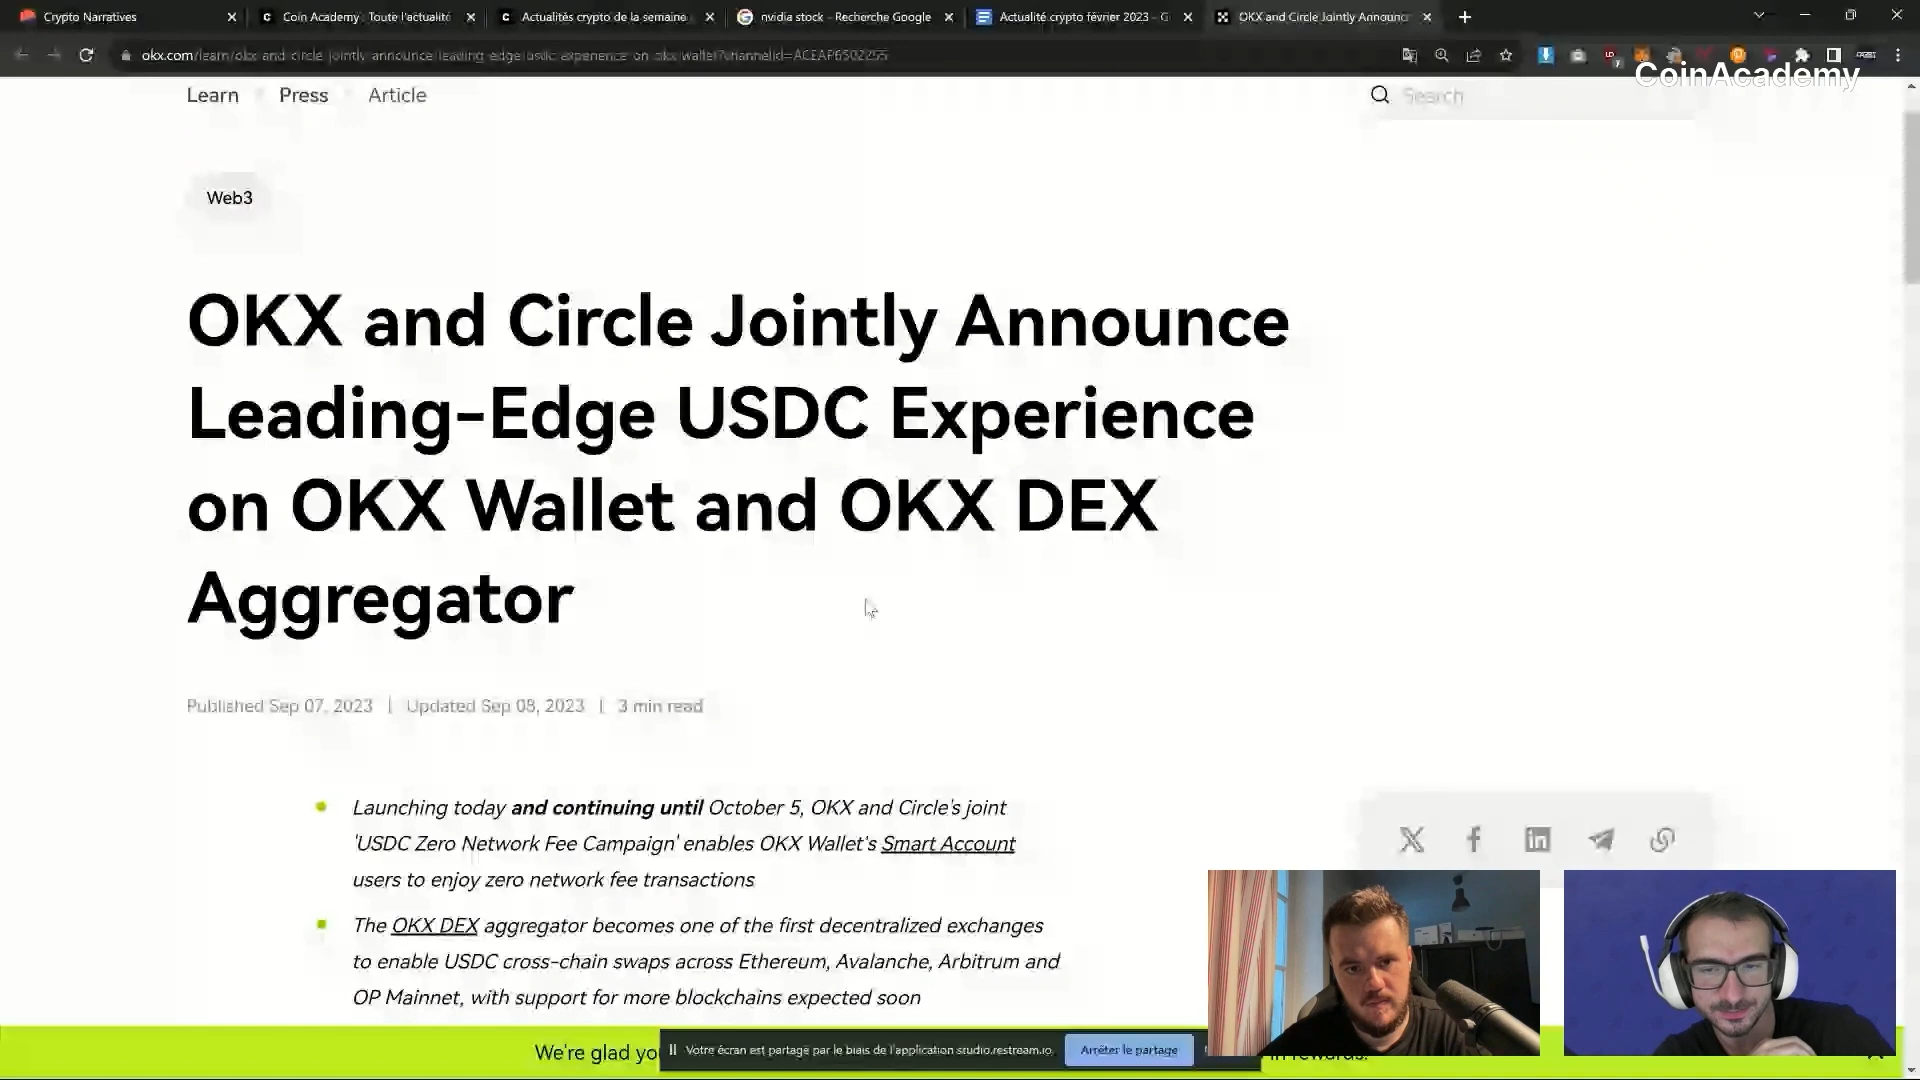 Crypto Narratives
Coin Academy : Toute l'actualité
Actualités crypto de la semaine
nvidia stock - Recherche Google
Actualité crypto février 2023 - G
OKX and Circle Jointly Announc
okx.com/learn/okx-and-circle-jointly-announce-leading-edge-usdc-experience-on-okx-wallet?channelid=ACEAP6502255
CoinAcademy
Learn
Press
Article
Search
Web3
OKX and Circle Jointly Announce
Leading-Edge USDC Experience
on OKX Wallet and OKX DEX
Aggregator
Published Sep 07, 2023 | Updated Sep 08, 2023 | 3 min read
Launching today and continuing until October 5, OKX and Circle's joint
'USDC Zero Network Fee Campaign' enables OKX Wallet's Smart Account
users to enjoy zero network fee transactions
The OKX DEX aggregator becomes one of the first decentralized exchanges
to enable USDC cross-chain swaps across Ethereum, Avalanche, Arbitrum and
OP Mainnet, with support for more blockchains expected soon
We're glad yo
Votre écran est partagé par le biais de l'application studio.restream.io.
Arrêter le partage
in rewards!